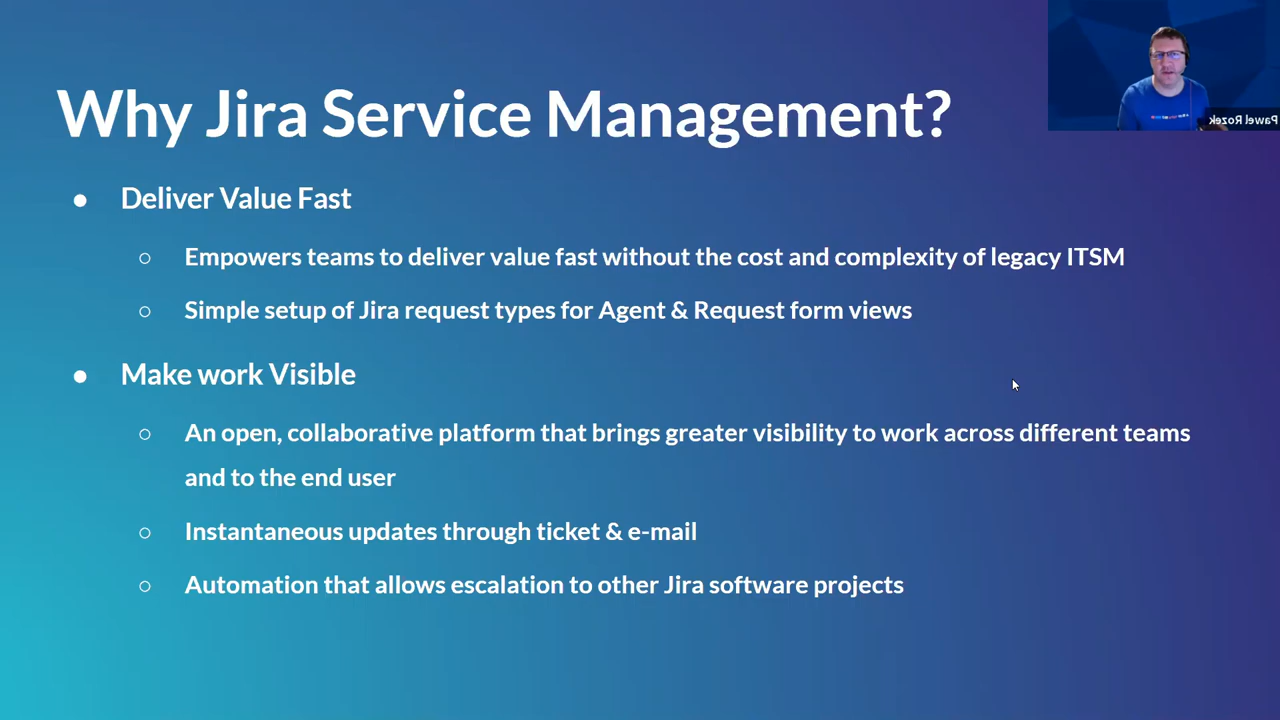 Why Jira Service Management?
Pawel Rozek
● Deliver Value Fast
○ Empowers teams to deliver value fast without the cost and complexity of legacy ITSM
○ Simple setup of Jira request types for Agent & Request form views
● Make work Visible
○ An open, collaborative platform that brings greater visibility to work across different teams
and to the end user
○ Instantaneous updates through ticket & e-mail
○ Automation that allows escalation to other Jira software projects